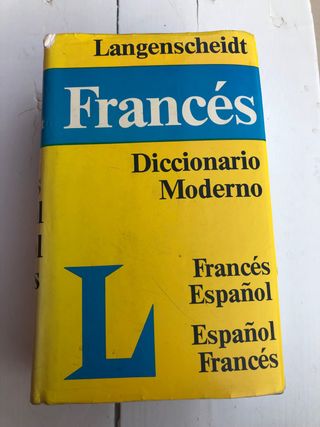 Langenscheidt
Francés
Diccionario
Moderno
Francés
Español
Español
Francés
L